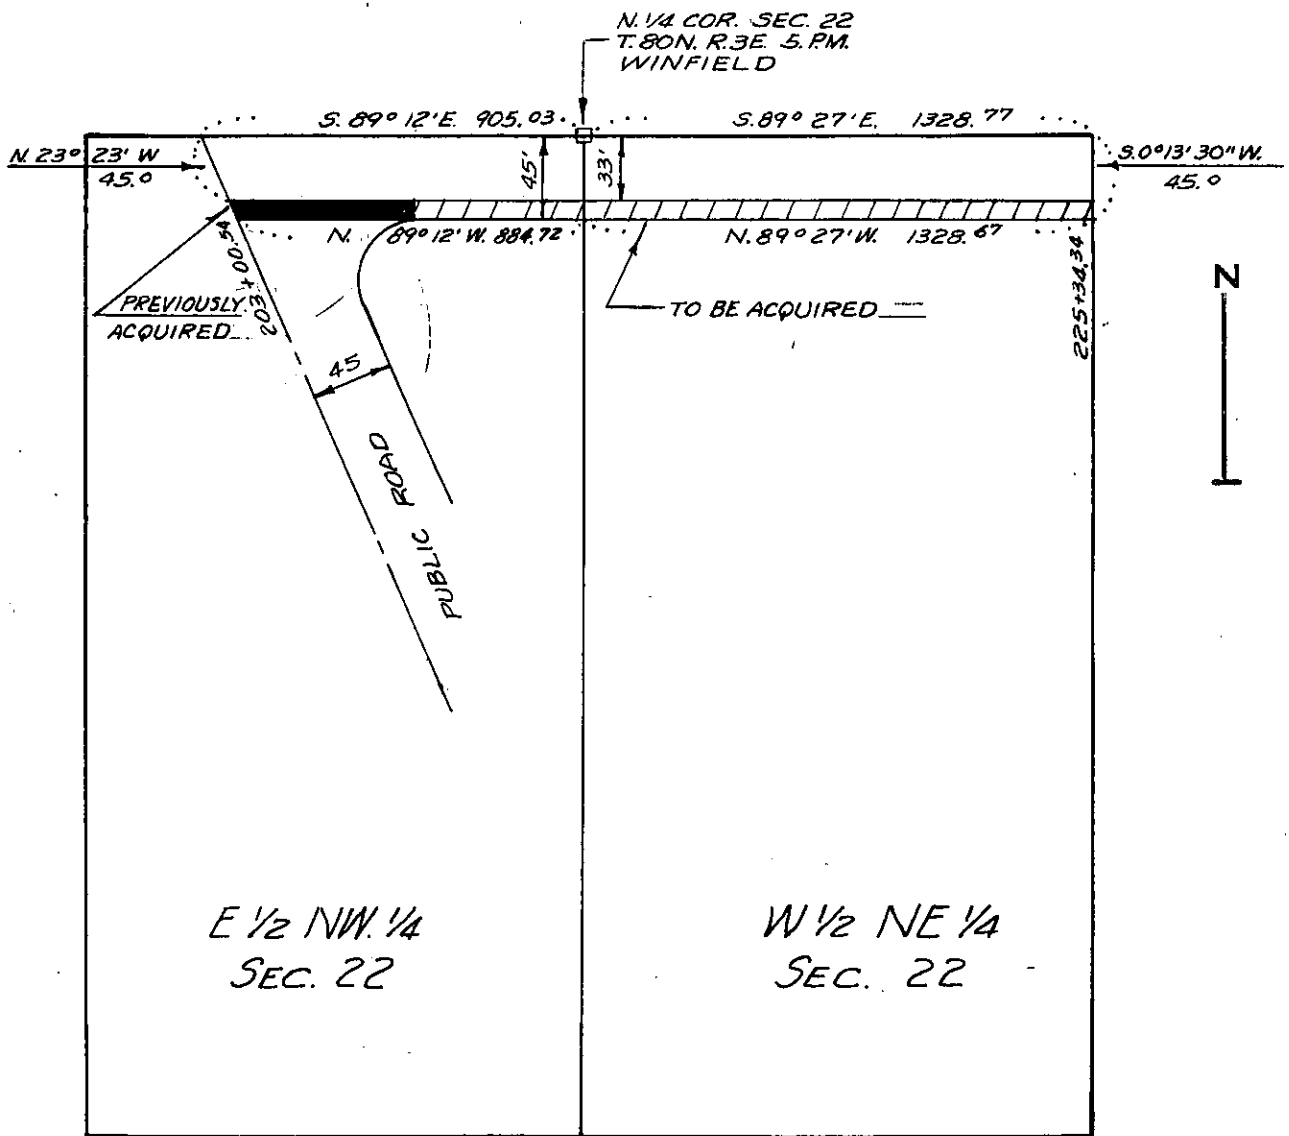 N. 1/4 COR. SEC. 22
T. 80N. R. 3E. 5. P.M.
WINFIELD
S. 89° 12' E. 905.03
S. 89° 27' E. 1328.77
N. 23° 23' W
45.0
S. 0° 13' 30" W.
45.0
45'
33'
N. 89° 12' W. 884.72
N. 89° 27' W. 1328.67
PREVIOUSLY
ACQUIRED
203+00.54
TO BE ACQUIRED
225+34.34
N
45
PUBLIC ROAD
E 1/2 NW. 1/4
SEC. 22
W 1/2 NE 1/4
SEC. 22